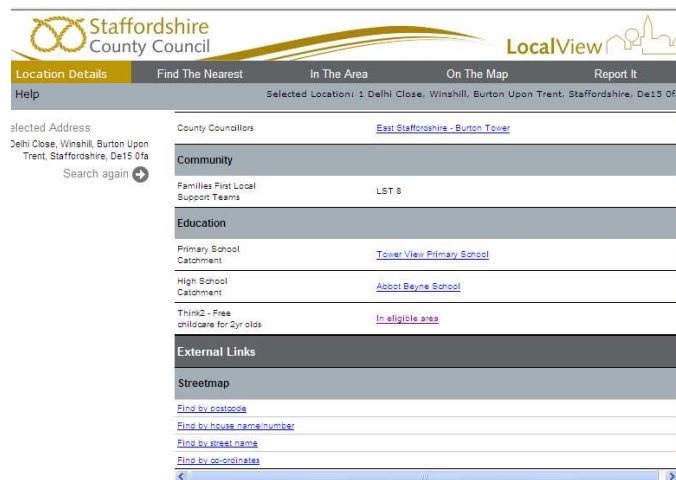 Staffordshire
County Council
LocalView
Location Details Find The Nearest In The Area On The Map Report It
Help Selected Location: 1 Delhi Close, Winshill, Burton Upon Trent, Staffordshire, De15 0f
elected Address
Delhi Close, Winshill, Burton Upon
Trent, Staffordshire, De15 0fa
Search again
County Councillors East Staffordshire - Burton Tower
Community
Families First Local
Support Teams LST 8
Education
Primary School
Catchment Tower View Primary School
High School
Catchment Abbot Beyne School
Think2 - Free
childcare for 2yr olds In eligible area
External Links
Streetmap
Find by postcode
Find by house name/number
Find by street name
Find by co-ordinates